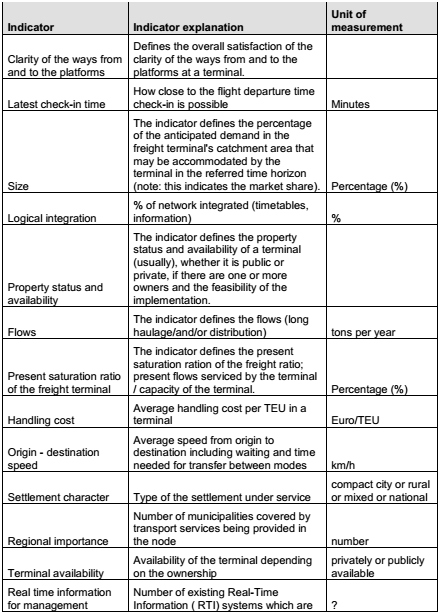 Indicator
Indicator explanation
Unit of
measurement
Clarity of the ways from
and to the platforms
Defines the overall satisfaction of the
clarity of the ways from and to the
platforms at a terminal.
Latest check-in time
How close to the flight departure time
check-in is possible
Minutes
Size
The indicator defines the percentage
of the anticipated demand in the
freight terminal's catchment area that
may be accommodated by the
terminal in the referred time horizon
(note: this indicates the market share).
Percentage (%)
Logical integration
% of network integrated (timetables,
information)
%
Property status and
availability
The indicator defines the property
status and availability of a terminal
(usually), whether it is public or
private, if there are one or more
owners and the feasibility of the
implementation.
Flows
The indicator defines the flows (long
haulage/and/or distribution)
tons per year
Present saturation ratio
of the freight terminal
The indicator defines the present
saturation ration of the freight ratio;
present flows serviced by the terminal
/ capacity of the terminal.
Percentage (%)
Handling cost
Average handling cost per TEU in a
terminal
Euro/TEU
Origin - destination
speed
Average speed from origin to
destination including waiting and time
needed for transfer between modes
km/h
Settlement character
Type of the settlement under service
compact city or rural
or mixed or national
Regional importance
Number of municipalities covered by
transport services being provided in
the node
number
Terminal availability
Availability of the terminal depending
on the ownership
privately or publicly
available
Real time information
for management
Number of existing Real-Time
Information ( RTI) systems which are
?